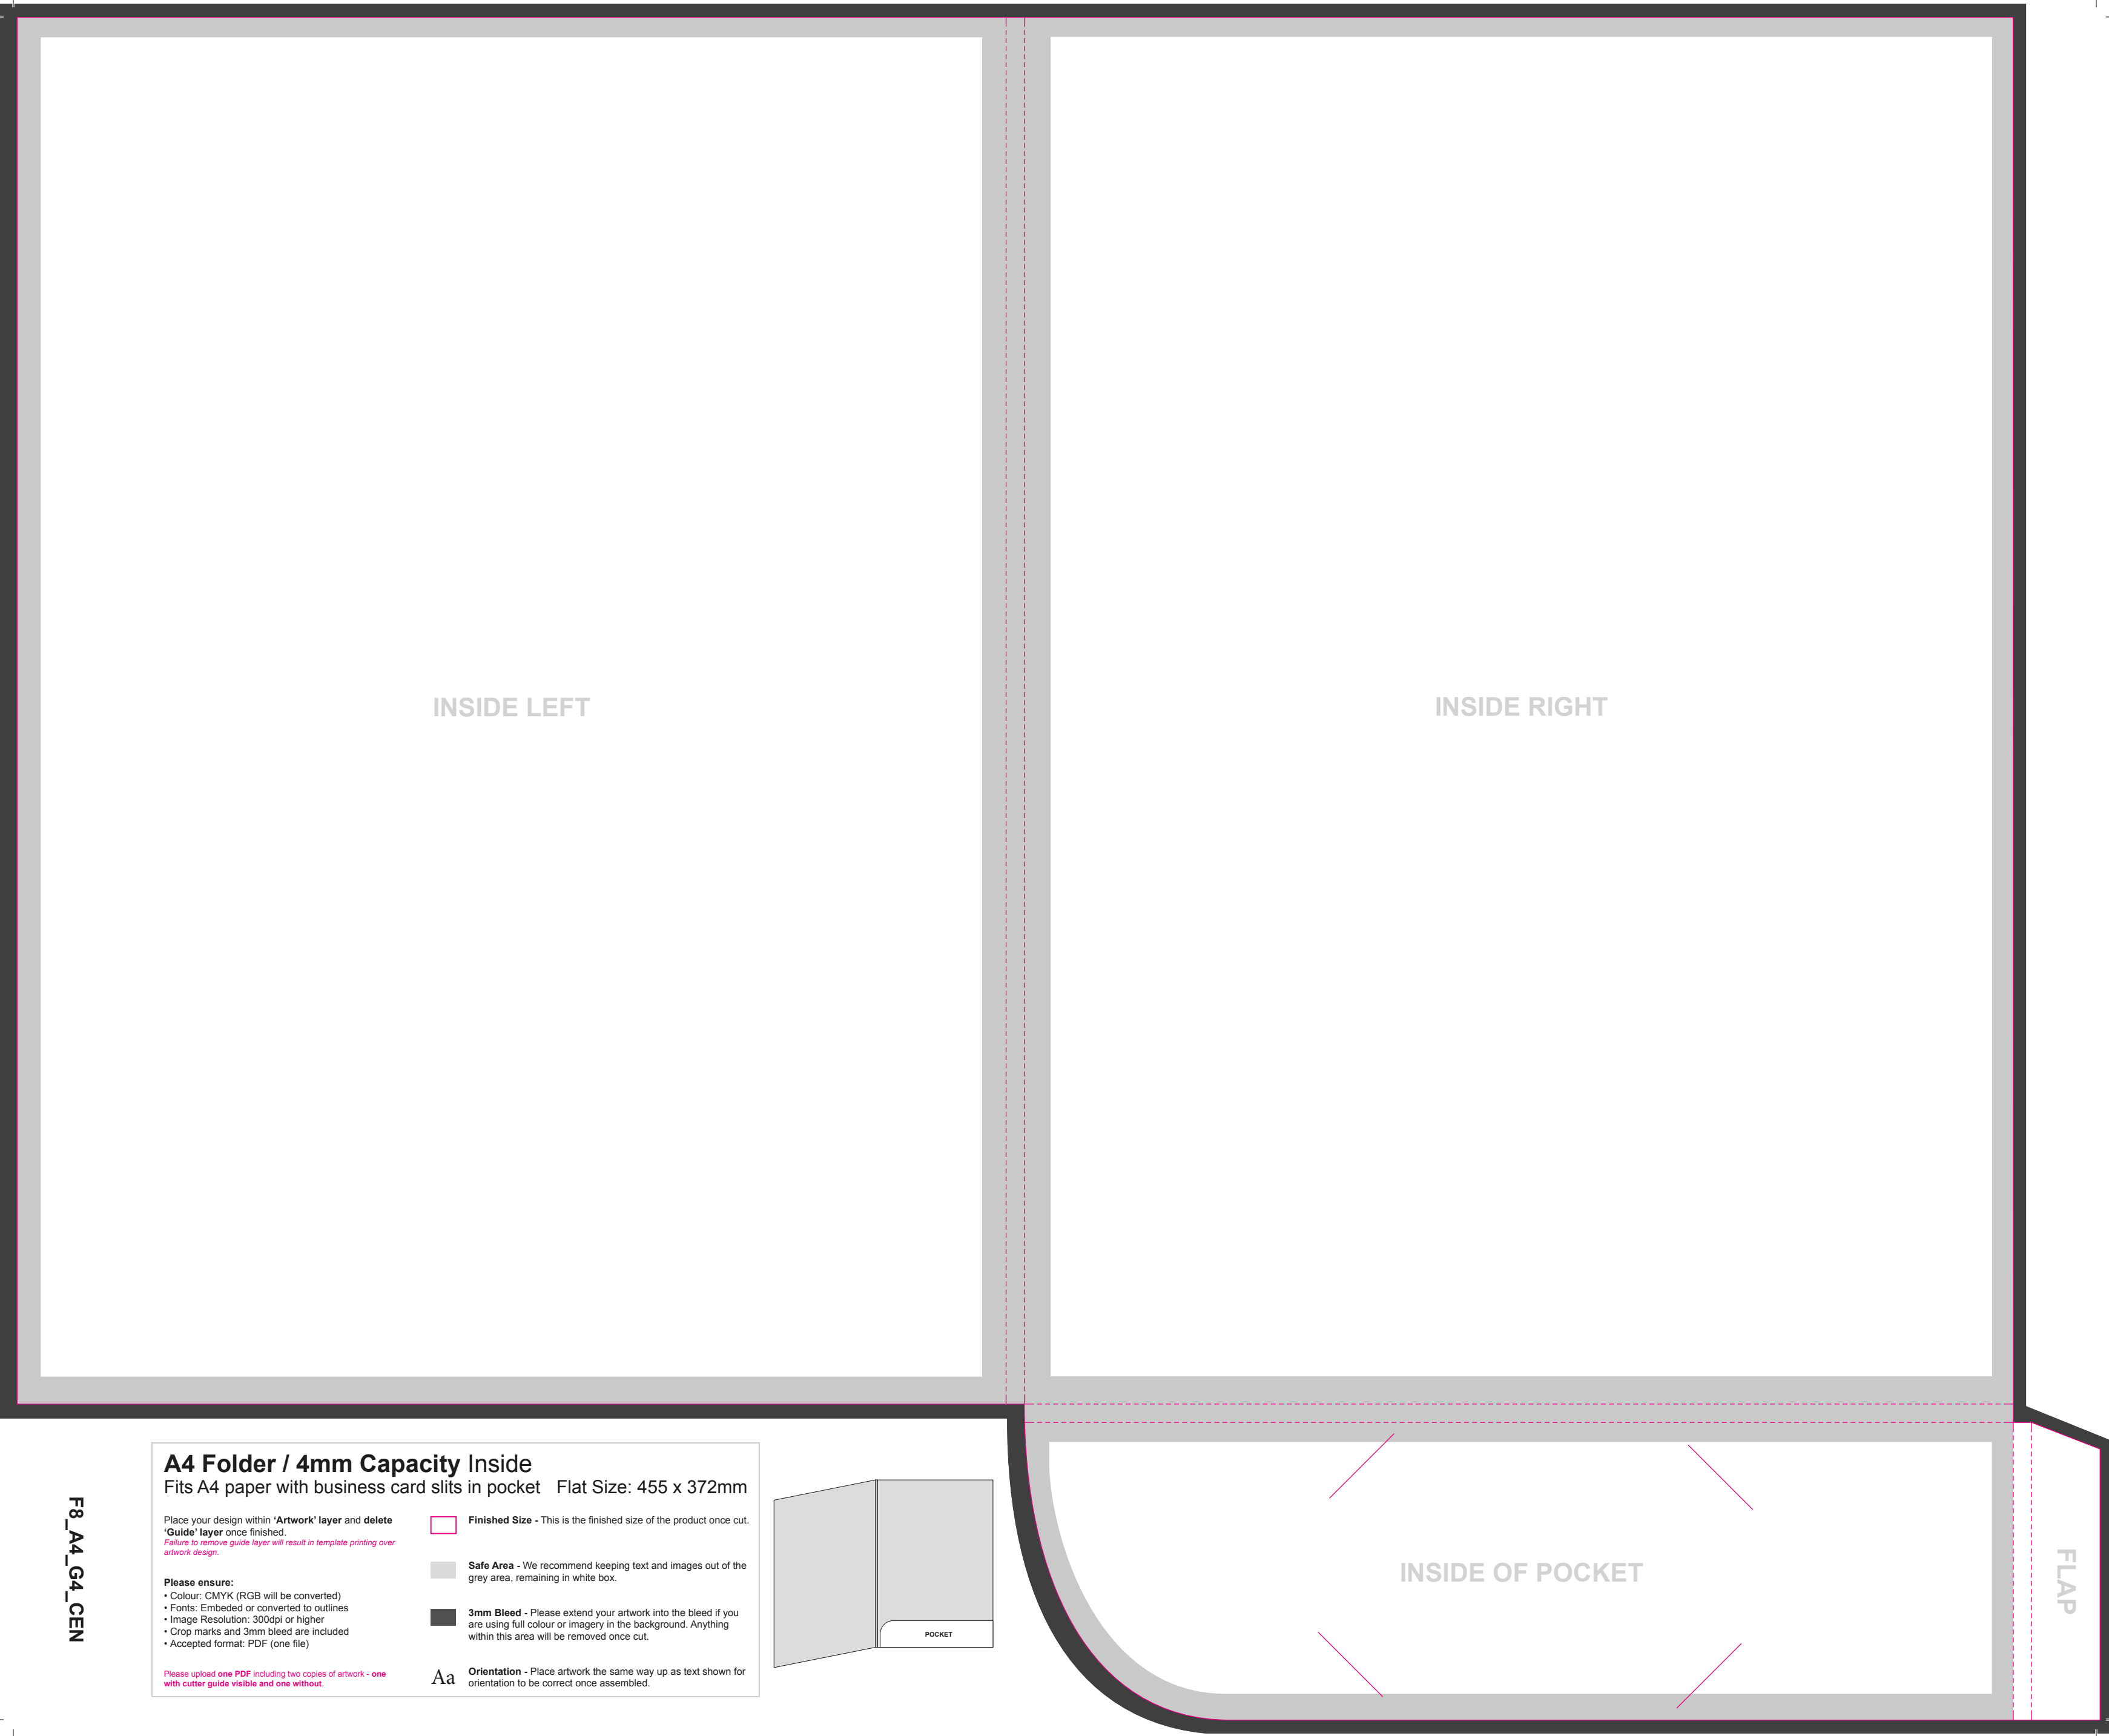 INSIDE LEFT
INSIDE RIGHT
A4 Folder / 4mm Capacity Inside
Fits A4 paper with business card slits in pocket Flat Size: 455 x 372mm
Place your design within ‘Artwork’ layer and delete
‘Guide’ layer once finished.
Failure to remove guide layer will result in template printing over
artwork design.
Please ensure:
• Colour: CMYK (RGB will be converted)
• Fonts: Embeded or converted to outlines
• Image Resolution: 300dpi or higher
• Crop marks and 3mm bleed are included
• Accepted format: PDF (one file)
Please upload one PDF including two copies of artwork - one
with cutter guide visible and one without.
Finished Size - This is the finished size of the product once cut.
Safe Area - We recommend keeping text and images out of the
grey area, remaining in white box.
3mm Bleed - Please extend your artwork into the bleed if you
are using full colour or imagery in the background. Anything
within this area will be removed once cut.
Aa
Orientation - Place artwork the same way up as text shown for
orientation to be correct once assembled.
F8_A4_G4_CEN
POCKET
INSIDE OF POCKET
FLAP